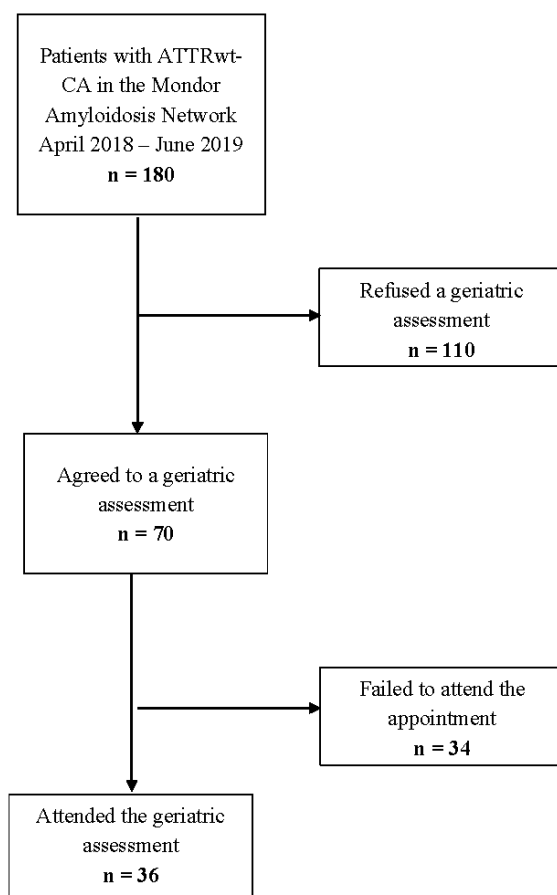 Patients with ATTRwt-
CA in the Mondor
Amyloidosis Network
April 2018 – June 2019
n = 180
Refused a geriatric
assessment
n = 110
Agreed to a geriatric
assessment
n = 70
Failed to attend the
appointment
n = 34
Attended the geriatric
assessment
n = 36